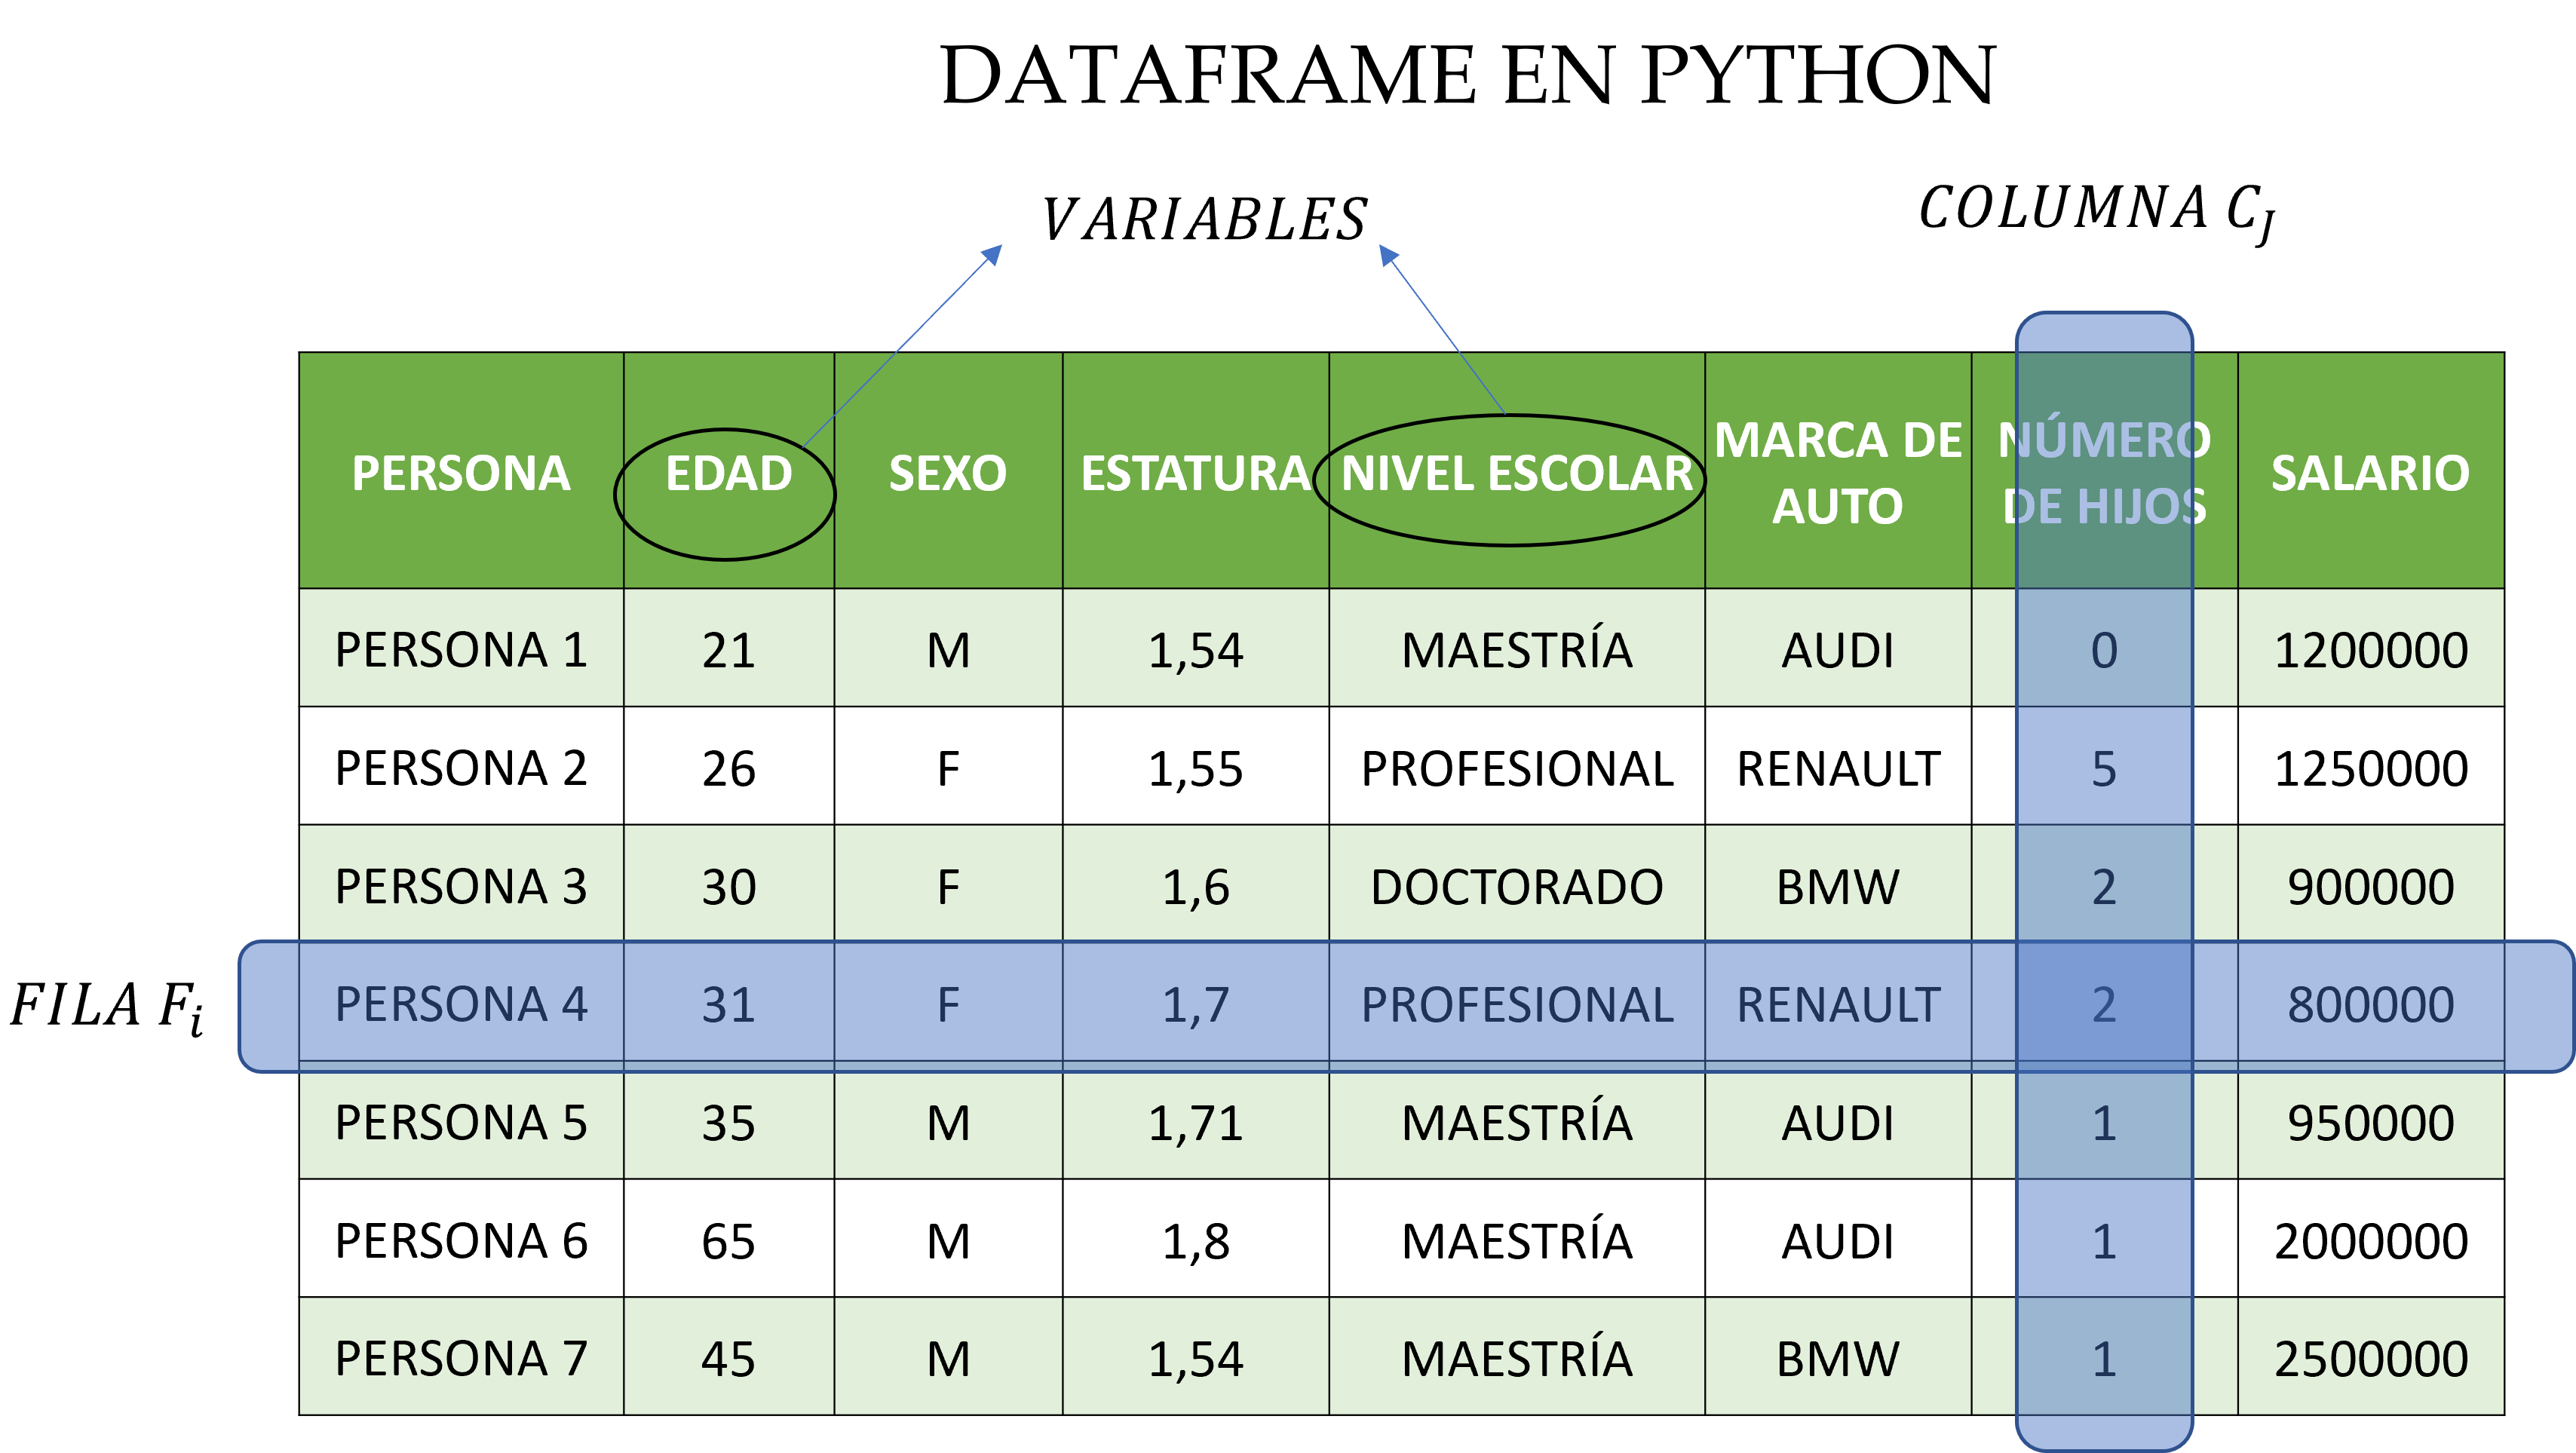 DATAFRAME EN PYTHON
VARIABLES
COLUMNA C_J
PERSONA EDAD SEXO ESTATURA NIVEL ESCOLAR MARCA DE AUTO NÚMERO DE HIJOS SALARIO
PERSONA 1 21 M 1,54 MAESTRÍA AUDI 0 1200000
PERSONA 2 26 F 1,55 PROFESIONAL RENAULT 5 1250000
PERSONA 3 30 F 1,6 DOCTORADO BMW 2 900000
FILA F_i
PERSONA 4 31 F 1,7 PROFESIONAL RENAULT 2 800000
PERSONA 5 35 M 1,71 MAESTRÍA AUDI 1 950000
PERSONA 6 65 M 1,8 MAESTRÍA AUDI 1 2000000
PERSONA 7 45 M 1,54 MAESTRÍA BMW 1 2500000